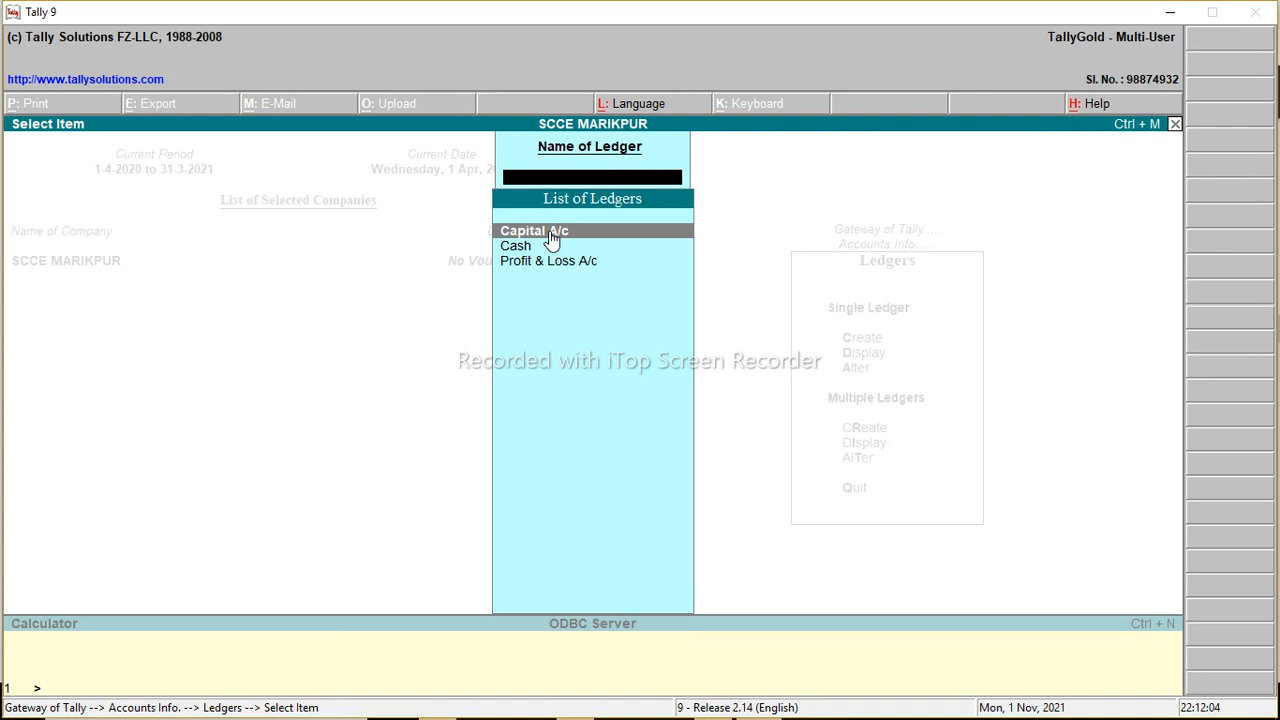 Tally 9
(c) Tally Solutions FZ-LLC, 1988-2008
TallyGold - Multi-User
http://www.tallysolutions.com
Sl. No. : 98874932
P: Print
E: Export
M: E-Mail
O: Upload
L: Language
K: Keyboard
H: Help
Select Item
SCCE MARIKPUR
Ctrl + M
Current Period
1-4-2020 to 31-3-2021
Current Date
Wednesday, 1 Apr, 2
List of Selected Companies
Name of Company
SCCE MARIKPUR
No Vou
Name of Ledger
List of Ledgers
Capital A/c
Cash
Profit & Loss A/c
Gateway of Tally ....
Accounts Info. ....
Ledgers
Single Ledger
Create
Display
Alter
Multiple Ledgers
CReate
DIsplay
AlTer
Quit
Recorded with iTop Screen Recorder
Calculator
ODBC Server
Ctrl + N
1 >
Gateway of Tally --> Accounts Info. --> Ledgers --> Select Item
9 - Release 2.14 (English)
Mon, 1 Nov, 2021
22:12:04